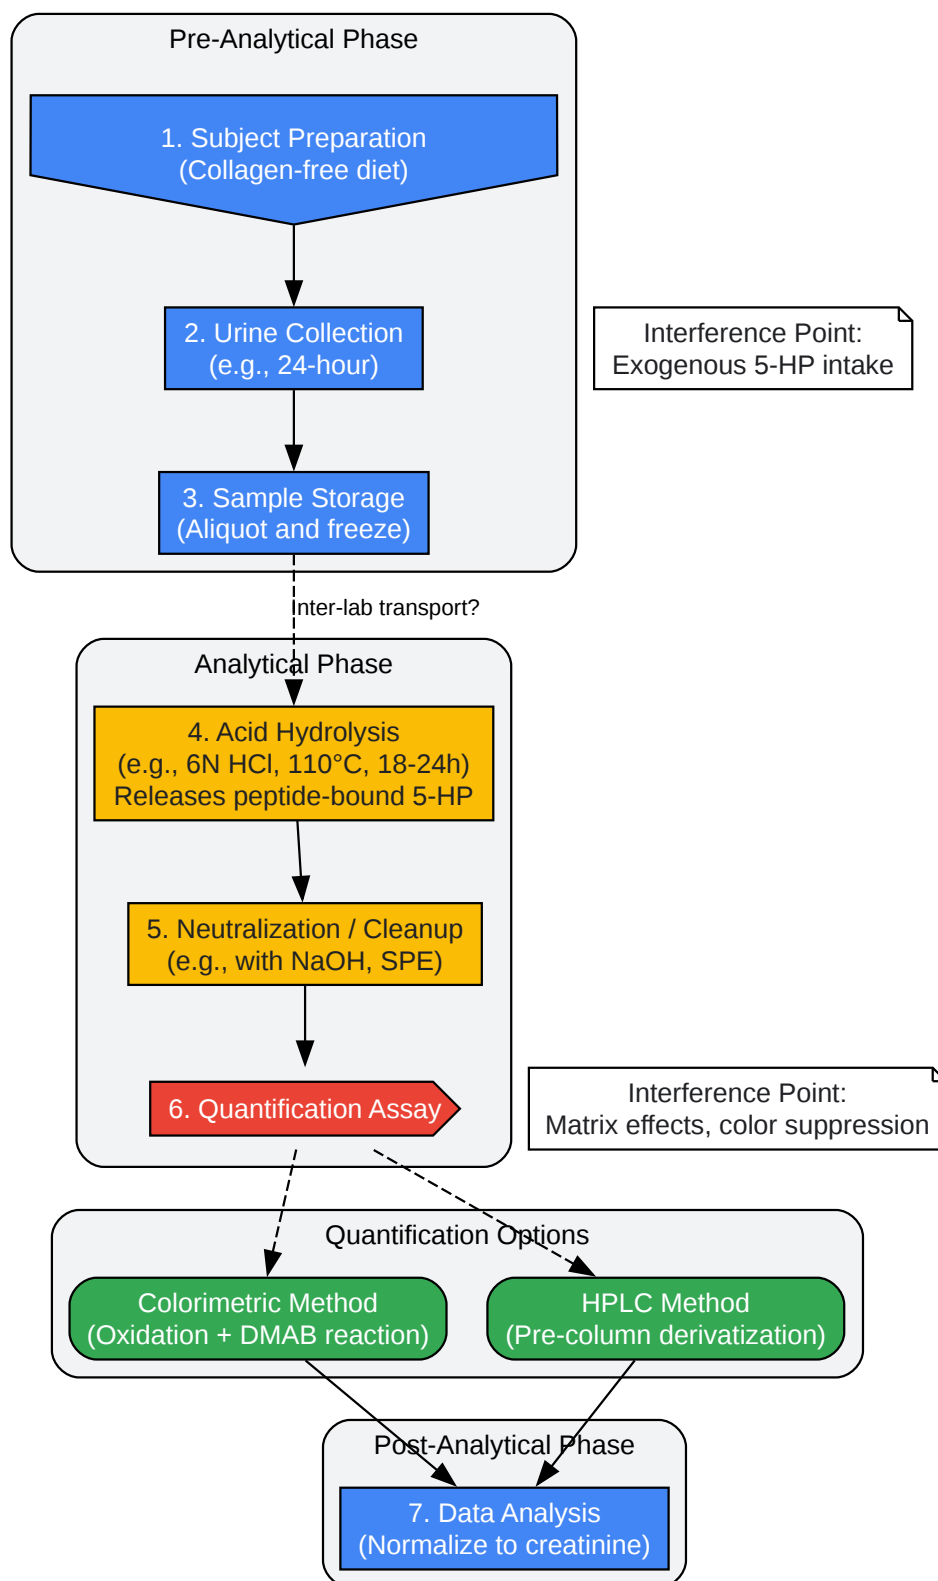 Pre-Analytical Phase
1. Subject Preparation
(Collagen-free diet)
2. Urine Collection
(e.g., 24-hour)
Interference Point:
Exogenous 5-HP intake
3. Sample Storage
(Aliquot and freeze)
Inter-lab transport?
Analytical Phase
4. Acid Hydrolysis
(e.g., 6N HCl, 110°C, 18-24h)
Releases peptide-bound 5-HP
5. Neutralization / Cleanup
(e.g., with NaOH, SPE)
6. Quantification Assay
Interference Point:
Matrix effects, color suppression
Quantification Options
Colorimetric Method
(Oxidation + DMAB reaction)
HPLC Method
(Pre-column derivatization)
Post-Analytical Phase
7. Data Analysis
(Normalize to creatinine)